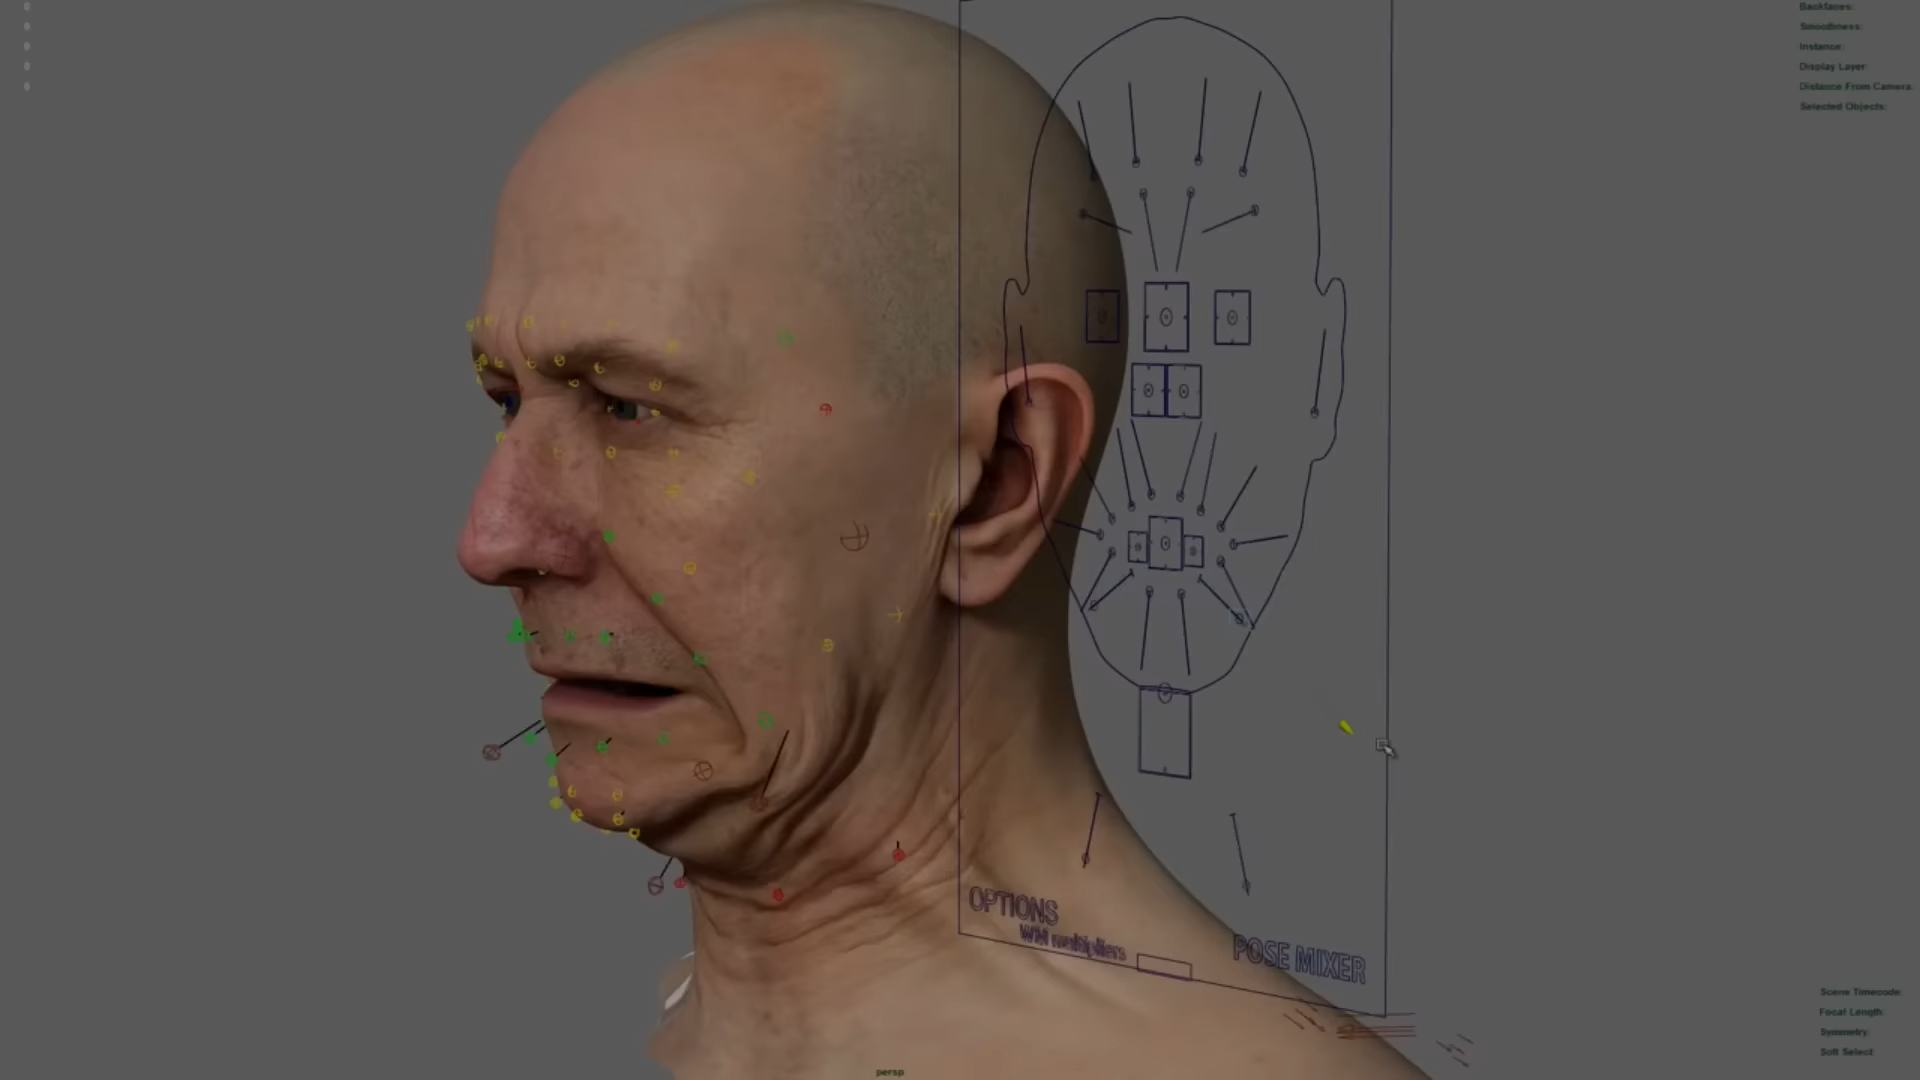 Backfaces:
Smoothness:
Instance:
Display Layer:
Distance From Camera:
Selected Objects:
OPTIONS
WM multipliers
POSE MIXER
Scene Timecode:
Focal Length:
Symmetry:
Soft Select:
persp